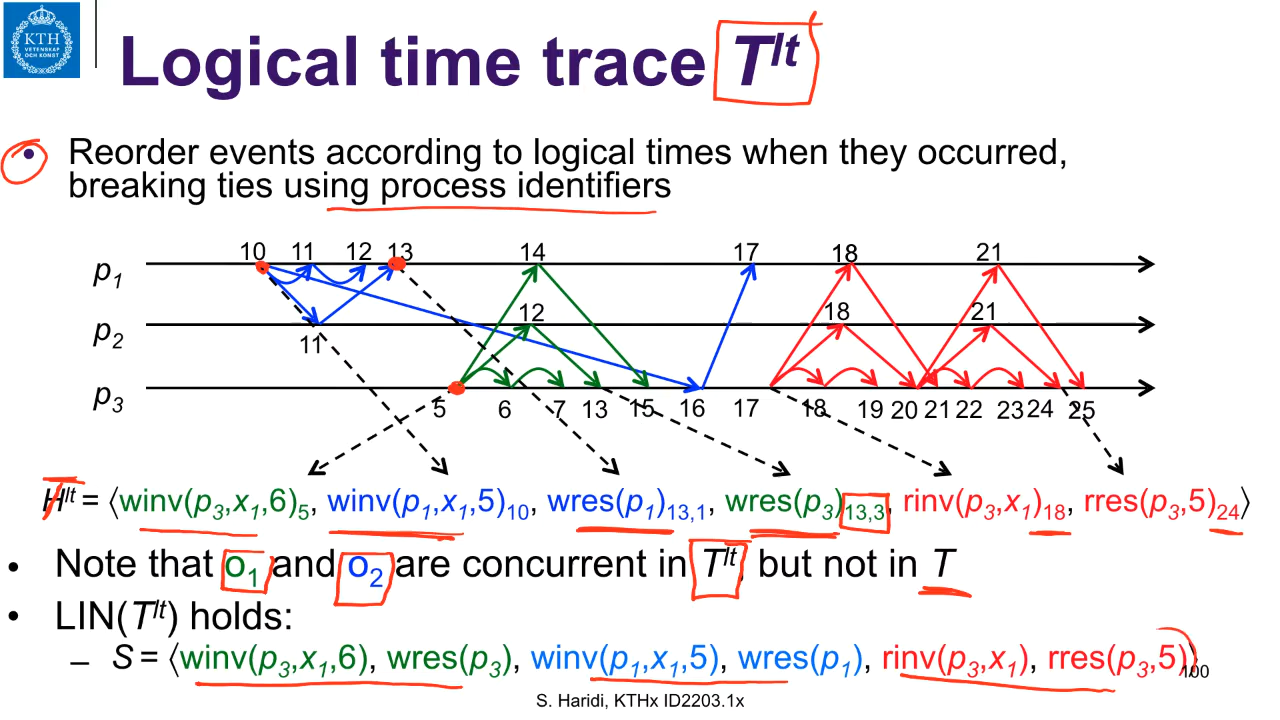 KTH
VETENSKAP
OCH KONST
Logical time trace T^lt
• Reorder events according to logical times when they occurred,
breaking ties using process identifiers
10 11 12 13 14 17 18 21
p1
12 18 21
p2
11
p3
5 6 7 13 15 16 17 18 19 20 21 22 23 24 25
H^lt = ⟨winv(p3,x1,6)5, winv(p1,x1,5)10, wres(p1)13,1, wres(p3)13,3, rinv(p3,x1)18, rres(p3,5)24⟩
• Note that o1 and o2 are concurrent in T^lt, but not in T
• LIN(T^lt) holds:
– S = ⟨winv(p3,x1,6), wres(p3), winv(p1,x1,5), wres(p1), rinv(p3,x1), rres(p3,5)⟩
100
S. Haridi, KTHx ID2203.1x